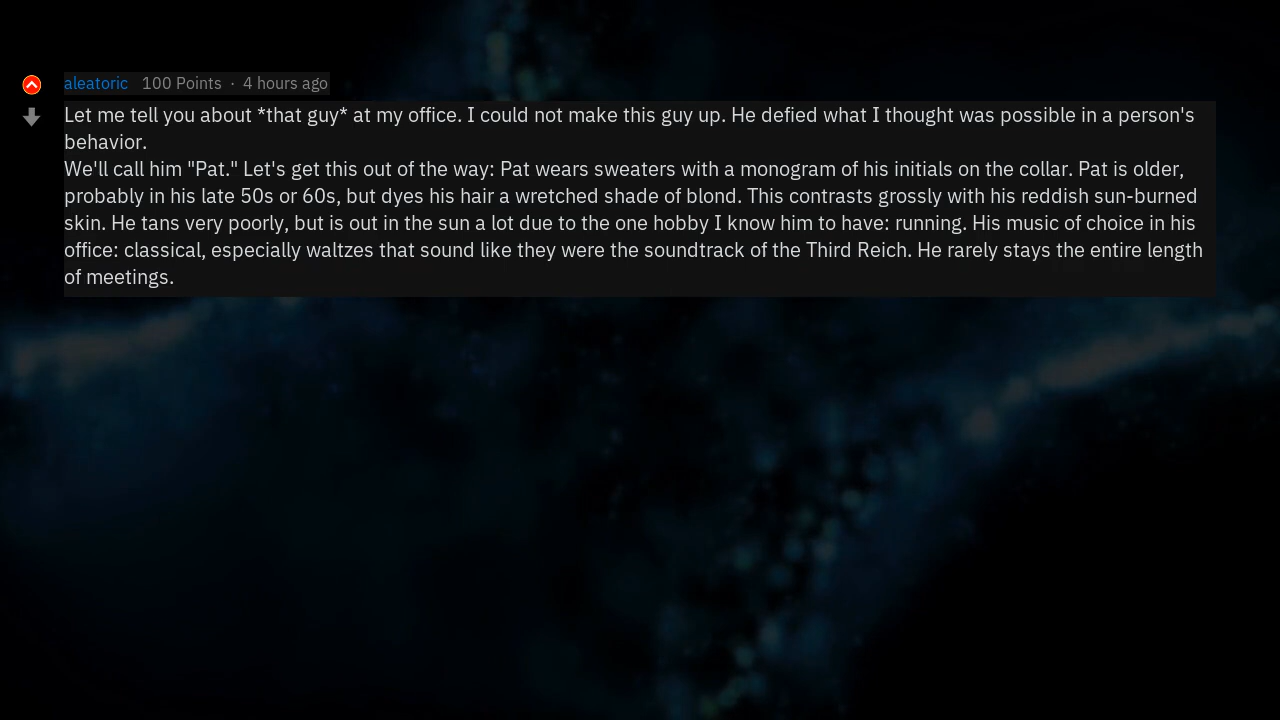 aleatoric 100 Points · 4 hours ago
Let me tell you about *that guy* at my office. I could not make this guy up. He defied what I thought was possible in a person's
behavior.
We'll call him "Pat." Let's get this out of the way: Pat wears sweaters with a monogram of his initials on the collar. Pat is older,
probably in his late 50s or 60s, but dyes his hair a wretched shade of blond. This contrasts grossly with his reddish sun-burned
skin. He tans very poorly, but is out in the sun a lot due to the one hobby I know him to have: running. His music of choice in his
office: classical, especially waltzes that sound like they were the soundtrack of the Third Reich. He rarely stays the entire length
of meetings.